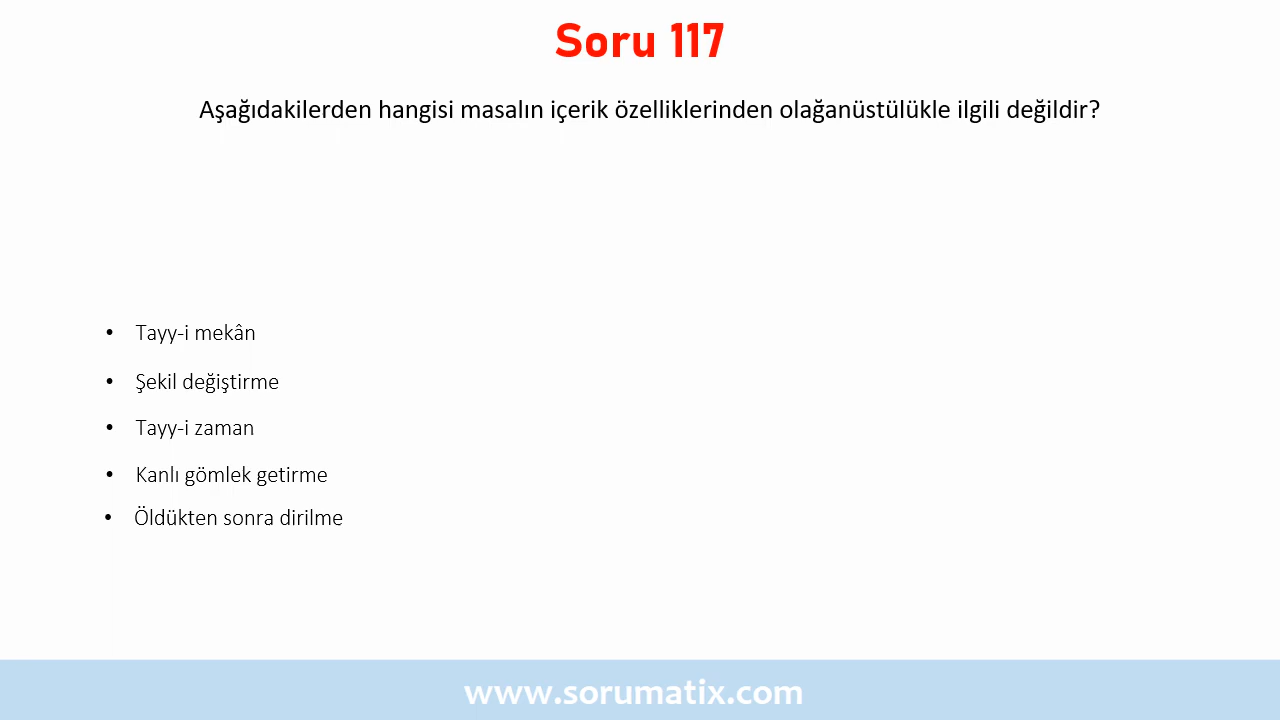 Soru 117
Aşağıdakilerden hangisi masalın içerik özelliklerinden olağanüstülükle ilgili değildir?
• Tayy-i mekân
• Şekil değiştirme
• Tayy-i zaman
• Kanlı gömlek getirme
• Öldükten sonra dirilme
www.sorumatix.com